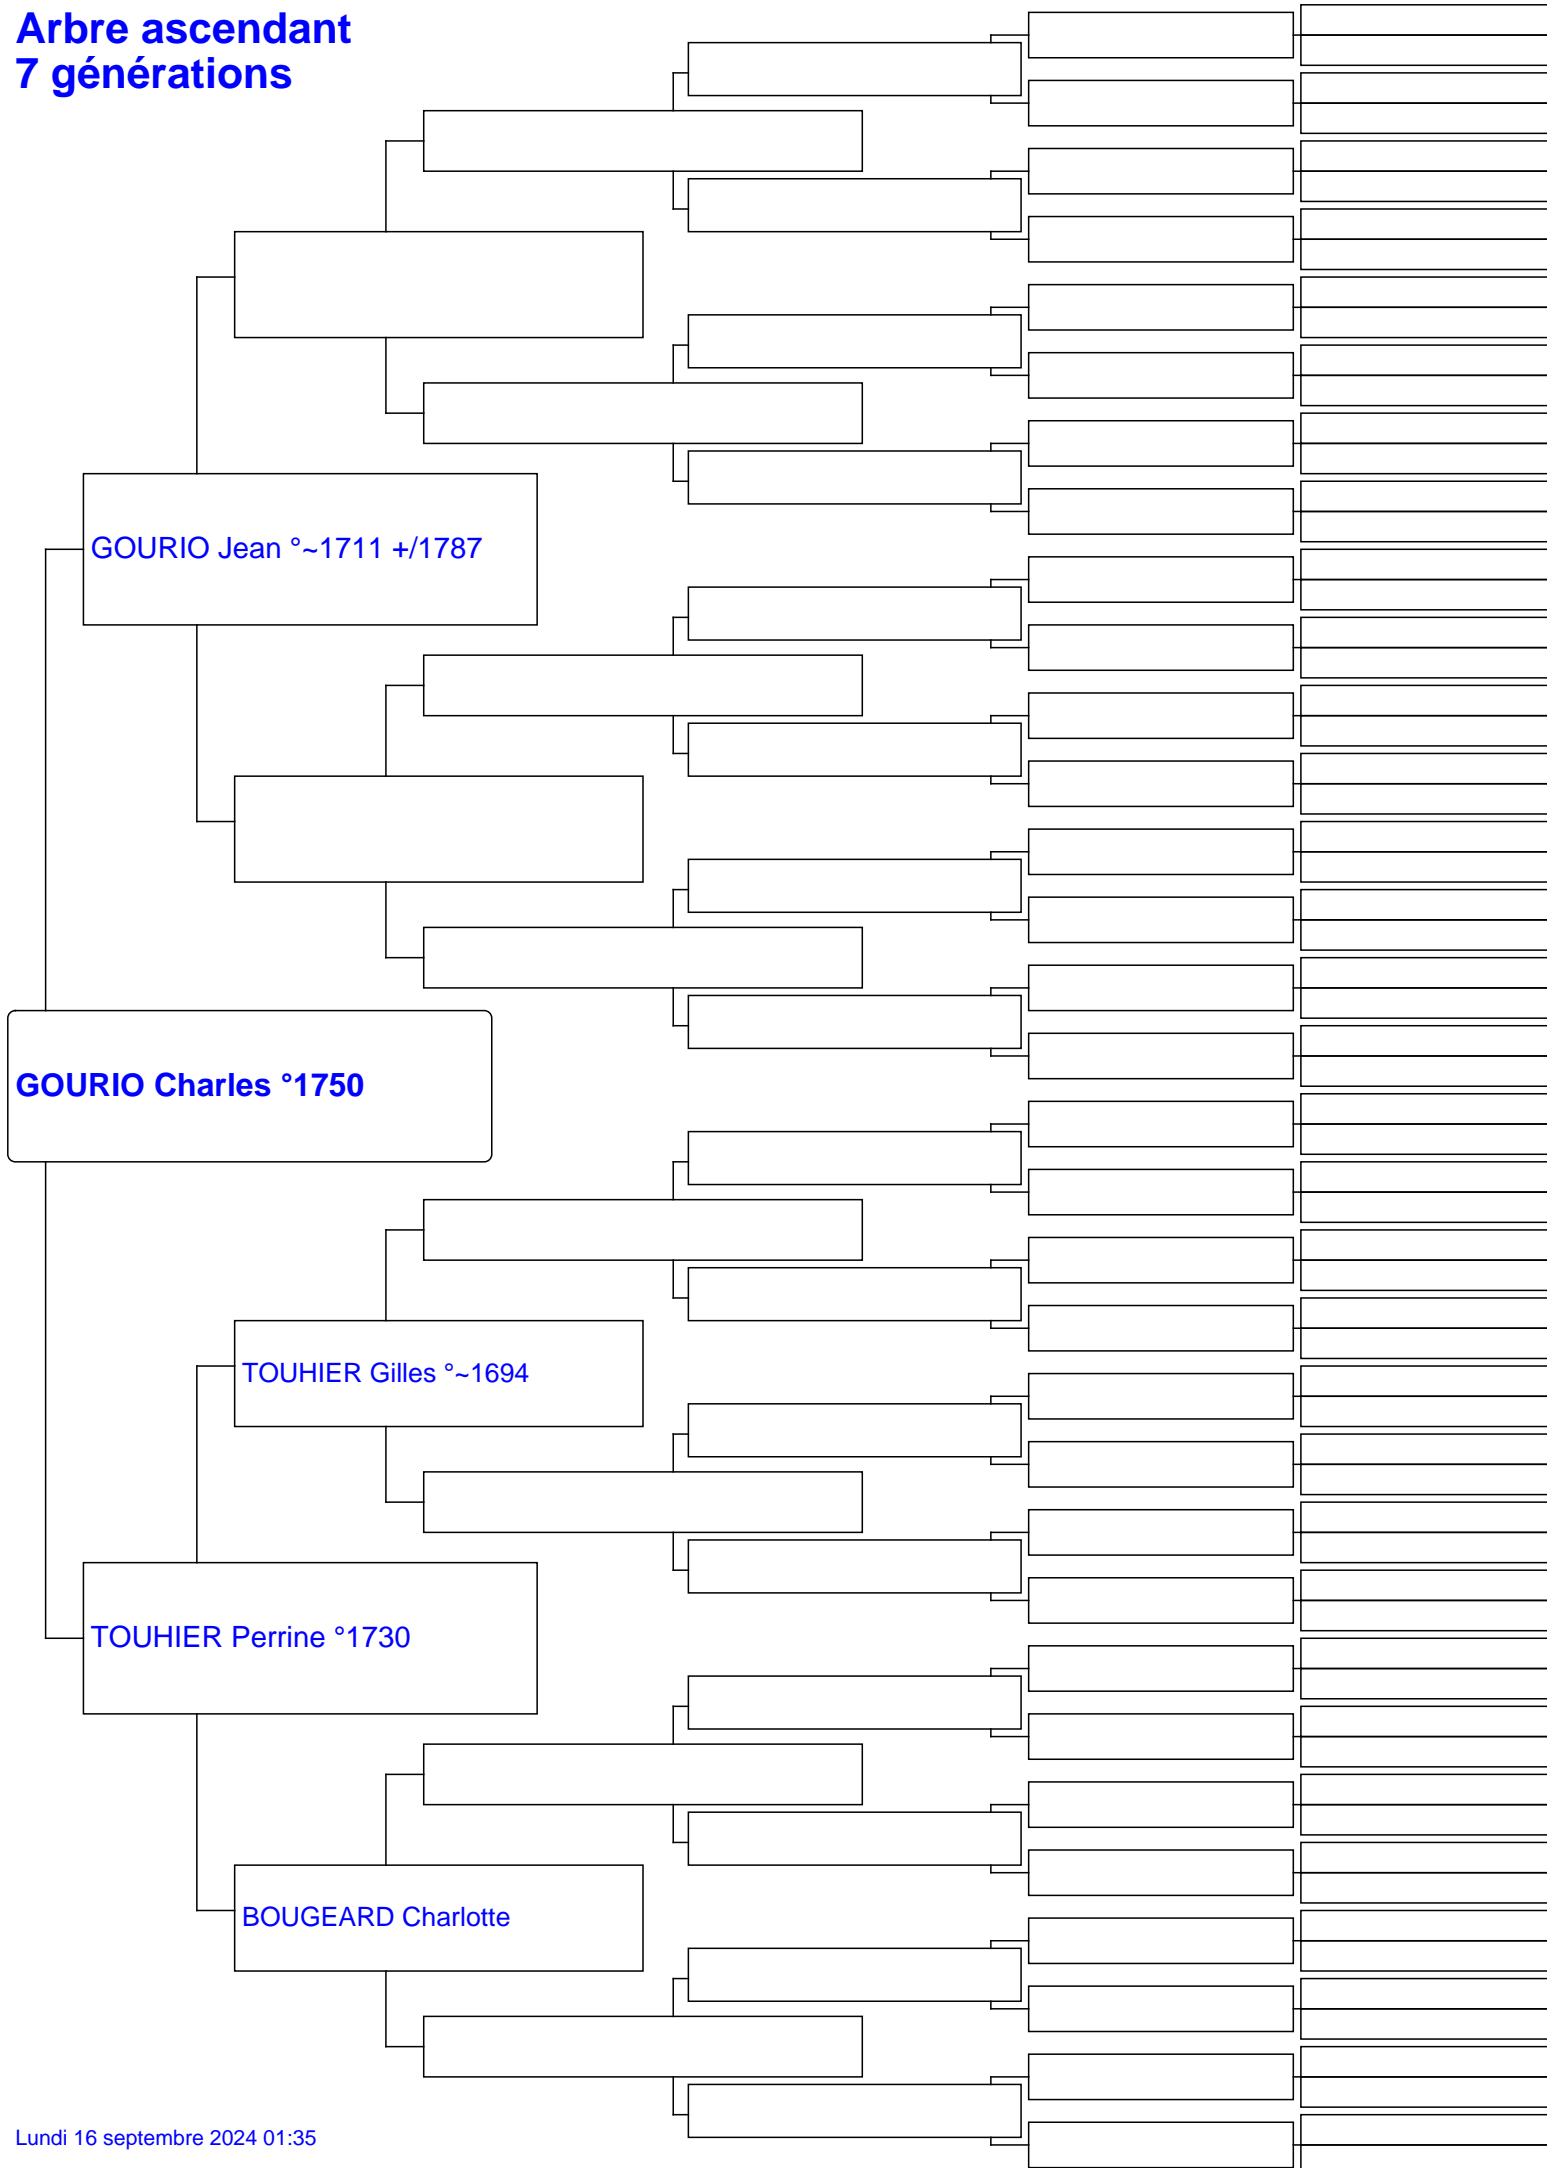 Arbre ascendant
7 générations
GOURIO Jean °~1711 +/1787
GOURIO Charles °1750
TOUHIER Gilles °~1694
TOUHIER Perrine °1730
BOUGEARD Charlotte
Lundi 16 septembre 2024 01:35